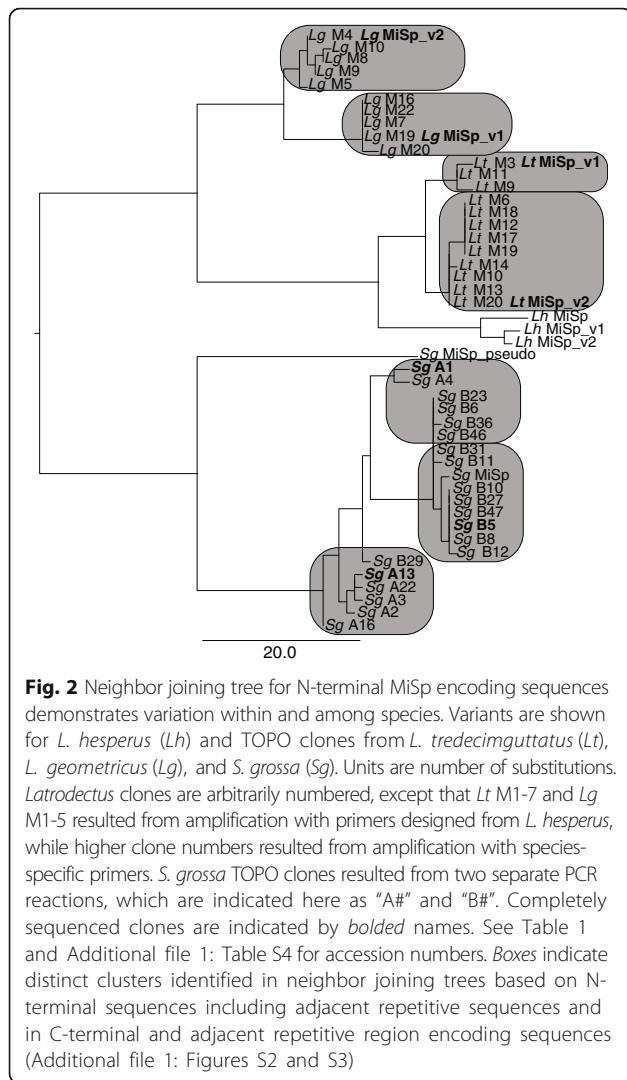 Lg M4 Lg MiSp_v2
Lg M10
Lg M8
Lg M9
Lg M5
Lg M16
Lg M22
Lg M7
Lg M19 Lg MiSp_v1
Lg M20
Lt M3 Lt MiSp_v1
Lt M11
Lt M9
Lt M6
Lt M18
Lt M12
Lt M17
Lt M19
Lt M14
Lt M10
Lt M13
Lt M20 Lt MiSp_v2
Lh MiSp
Lh MiSp_v1
Lh MiSp_v2
Sg MiSp_pseudo
Sg A1
Sg A4
Sg B23
Sg B6
Sg B36
Sg B46
Sg B31
Sg B11
Sg MiSp
Sg B10
Sg B27
Sg B47
Sg B5
Sg B8
Sg B12
Sg B29
Sg A13
Sg A22
Sg A3
Sg A2
Sg A16
20.0
Fig. 2 Neighbor joining tree for N-terminal MiSp encoding sequences
demonstrates variation within and among species. Variants are shown
for L. hesperus (Lh) and TOPO clones from L. tredecimguttatus (Lt),
L. geometricus (Lg), and S. grossa (Sg). Units are number of substitutions.
Latrodectus clones are arbitrarily numbered, except that Lt M1-7 and Lg
M1-5 resulted from amplification with primers designed from L. hesperus,
while higher clone numbers resulted from amplification with species-
specific primers. S. grossa TOPO clones resulted from two separate PCR
reactions, which are indicated here as “A#” and “B#”. Completely
sequenced clones are indicated by bolded names. See Table 1
and Additional file 1: Table S4 for accession numbers. Boxes indicate
distinct clusters identified in neighbor joining trees based on N-
terminal sequences including adjacent repetitive sequences and
in C-terminal and adjacent repetitive region encoding sequences
(Additional file 1: Figures S2 and S3)